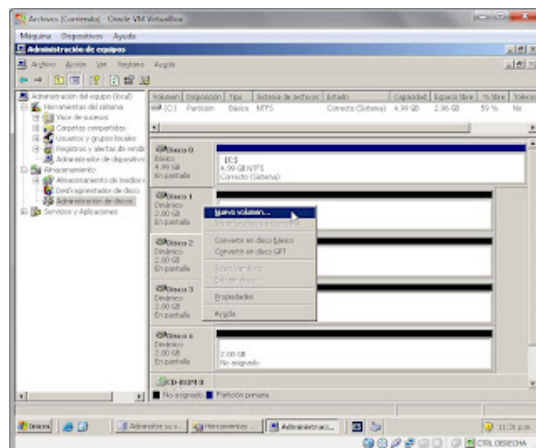 Archivos [Corriendo] - Oracle VM VirtualBox
Máquina Dispositivos Ayuda
Administración de equipos
Archivo Acción Ver Ventana Ayuda
Administración del equipo (local)
Herramientas del sistema
Visor de sucesos
Carpetas compartidas
Usuarios y grupos locales
Registros y alertas de rendi
Administrador de dispositivo
Almacenamiento
Almacenamiento de medios
Desfragmentador de disco
Administración de discos
Servicios y Aplicaciones
Volumen Disposición Tipo Sistema de archivos Estado Capacidad Espacio libre % libre
(C:) Partición Básico NTFS Correcto (Sistema) 4.99 GB 2.96 GB 59 % No
Disco 0
Básico
4.99 GB
En pantalla
(C:)
4.99 GB NTFS
Correcto (Sistema)
Disco 1
Dinámico
2.00 GB
En pantalla
Nuevo volumen...
Convertir en disco básico
Convertir en disco GPT
Propiedades
Ayuda
Disco 2
Dinámico
2.00 GB
En pantalla
Disco 3
Dinámico
2.00 GB
En pantalla
Disco 4
Dinámico
2.00 GB
En pantalla
2.00 GB
No asignado
CD-ROM 0
No asignado Partición primaria
Inicio
Administre su s...
Herramientas ...
Administraci...
11:31 p.m.
CTRL DERECHA